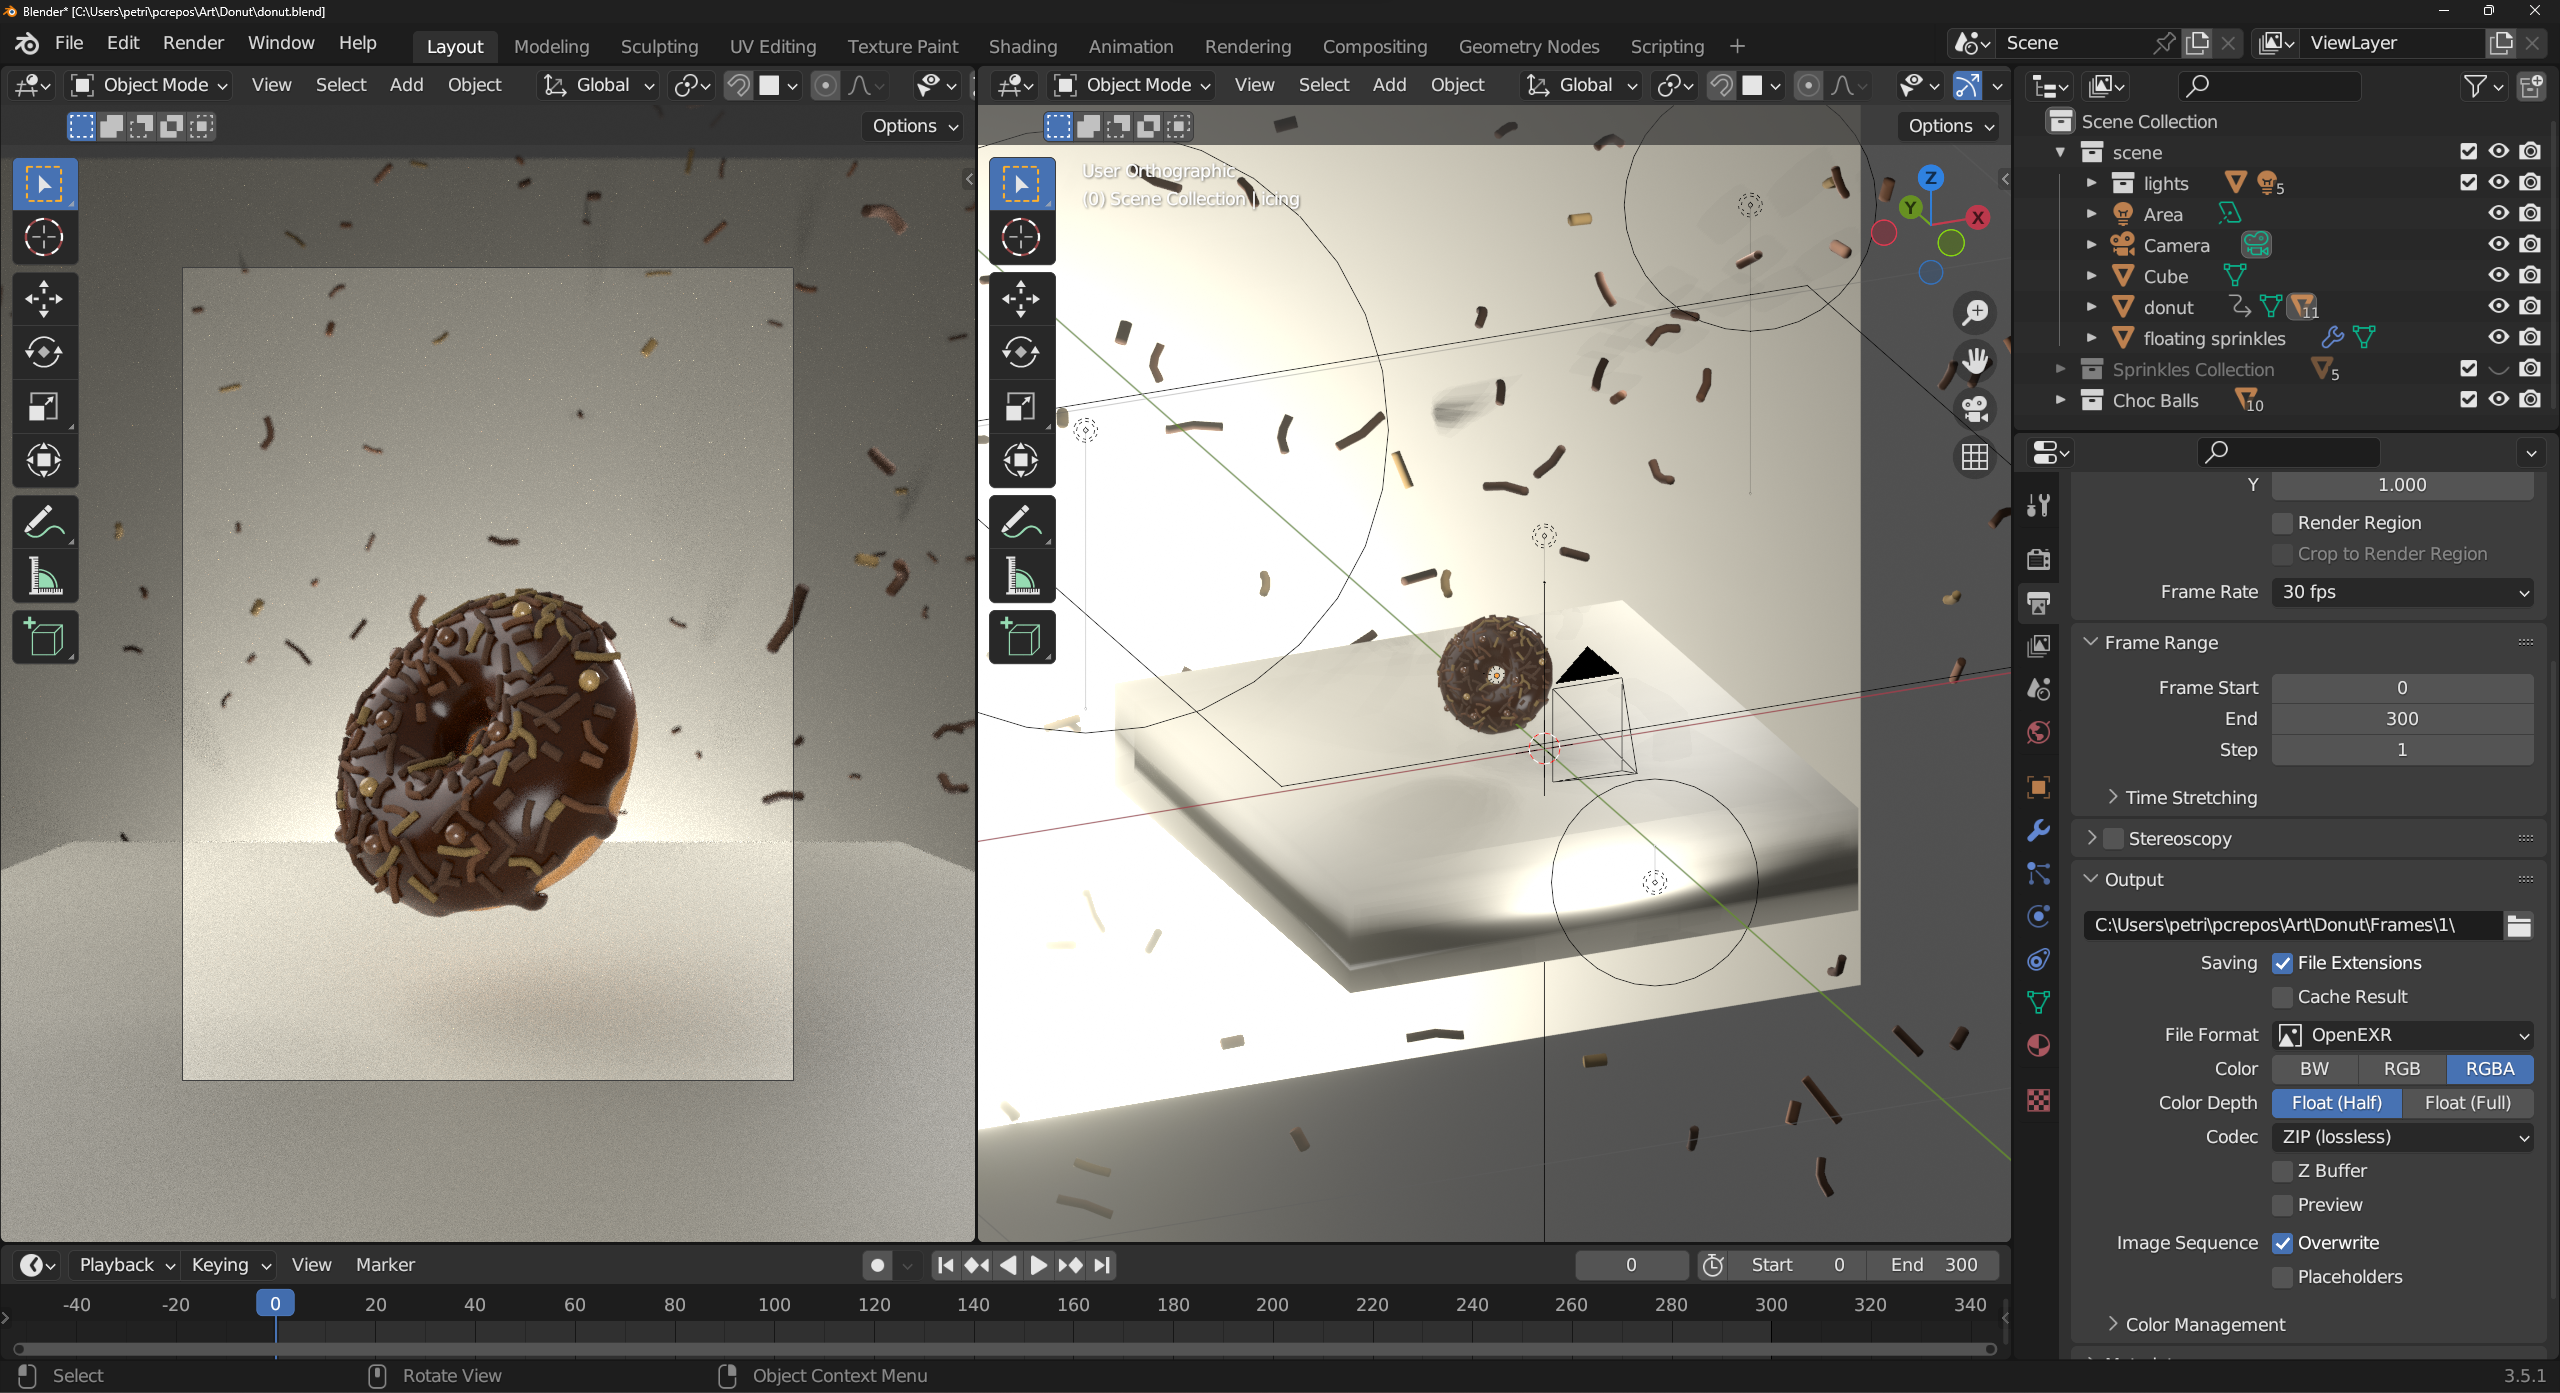 Blender* [C:\Users\petri\pcrepos\Art\Donut\donut.blend]
File Edit Render Window Help Layout Modeling Sculpting UV Editing Texture Paint Shading Animation Rendering Compositing Geometry Nodes Scripting + Scene ViewLayer
Object Mode View Select Add Object Global
Options
Object Mode View Select Add Object Global
Options
User Orthographic
(0) Scene Collection | icing
Z
Y
X
Scene Collection
scene
lights 5
Area
Camera
Cube
donut 11
floating sprinkles
Sprinkles Collection 5
Choc Balls 10
Y 1.000
Render Region
Crop to Render Region
Frame Rate 30 fps
Frame Range
Frame Start 0
End 300
Step 1
Time Stretching
Stereoscopy
Output
C:\Users\petri\pcrepos\Art\Donut\Frames\1\
Saving File Extensions
Cache Result
File Format OpenEXR
Color BW RGB RGBA
Color Depth Float (Half) Float (Full)
Codec ZIP (lossless)
Z Buffer
Preview
Image Sequence Overwrite
Placeholders
Color Management
Playback Keying View Marker 0 Start 0 End 300
-40 -20 0 20 40 60 80 100 120 140 160 180 200 220 240 260 280 300 320 340
Select Rotate View Object Context Menu 3.5.1